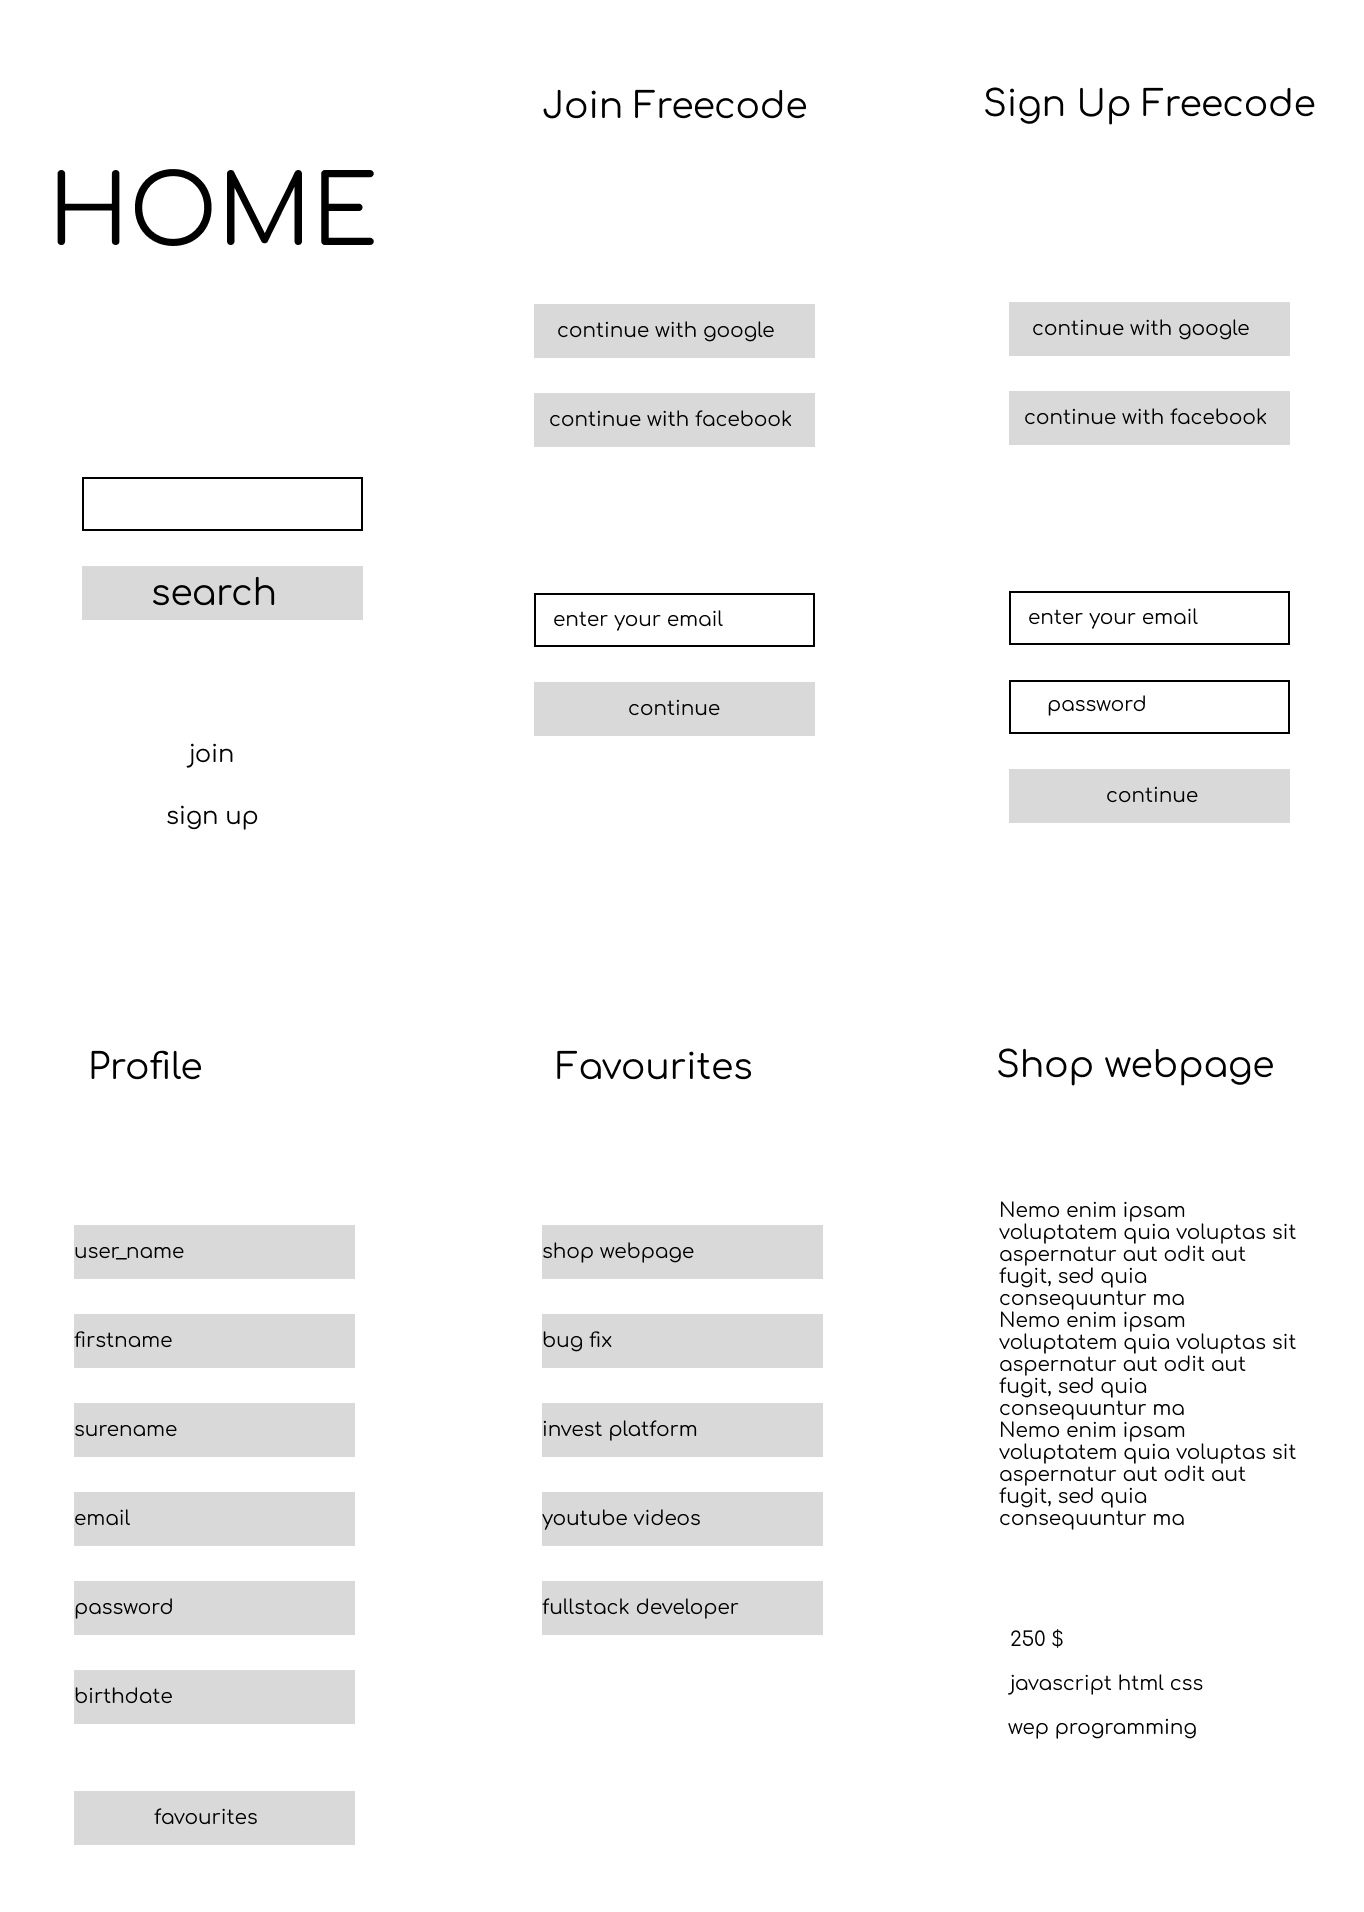 HOME
search
join
sign up
Join Freecode
continue with google
continue with facebook
enter your email
continue
Sign Up Freecode
continue with google
continue with facebook
enter your email
password
continue
Profile
user_name
firstname
surename
email
password
birthdate
favourites
Favourites
shop webpage
bug fix
invest platform
youtube videos
fullstack developer
Shop webpage
Nemo enim ipsam
voluptatem quia voluptas sit
aspernatur aut odit aut
fugit, sed quia
consequuntur ma
Nemo enim ipsam
voluptatem quia voluptas sit
aspernatur aut odit aut
fugit, sed quia
consequuntur ma
Nemo enim ipsam
voluptatem quia voluptas sit
aspernatur aut odit aut
fugit, sed quia
consequuntur ma
250 $
javascript html css
wep programming